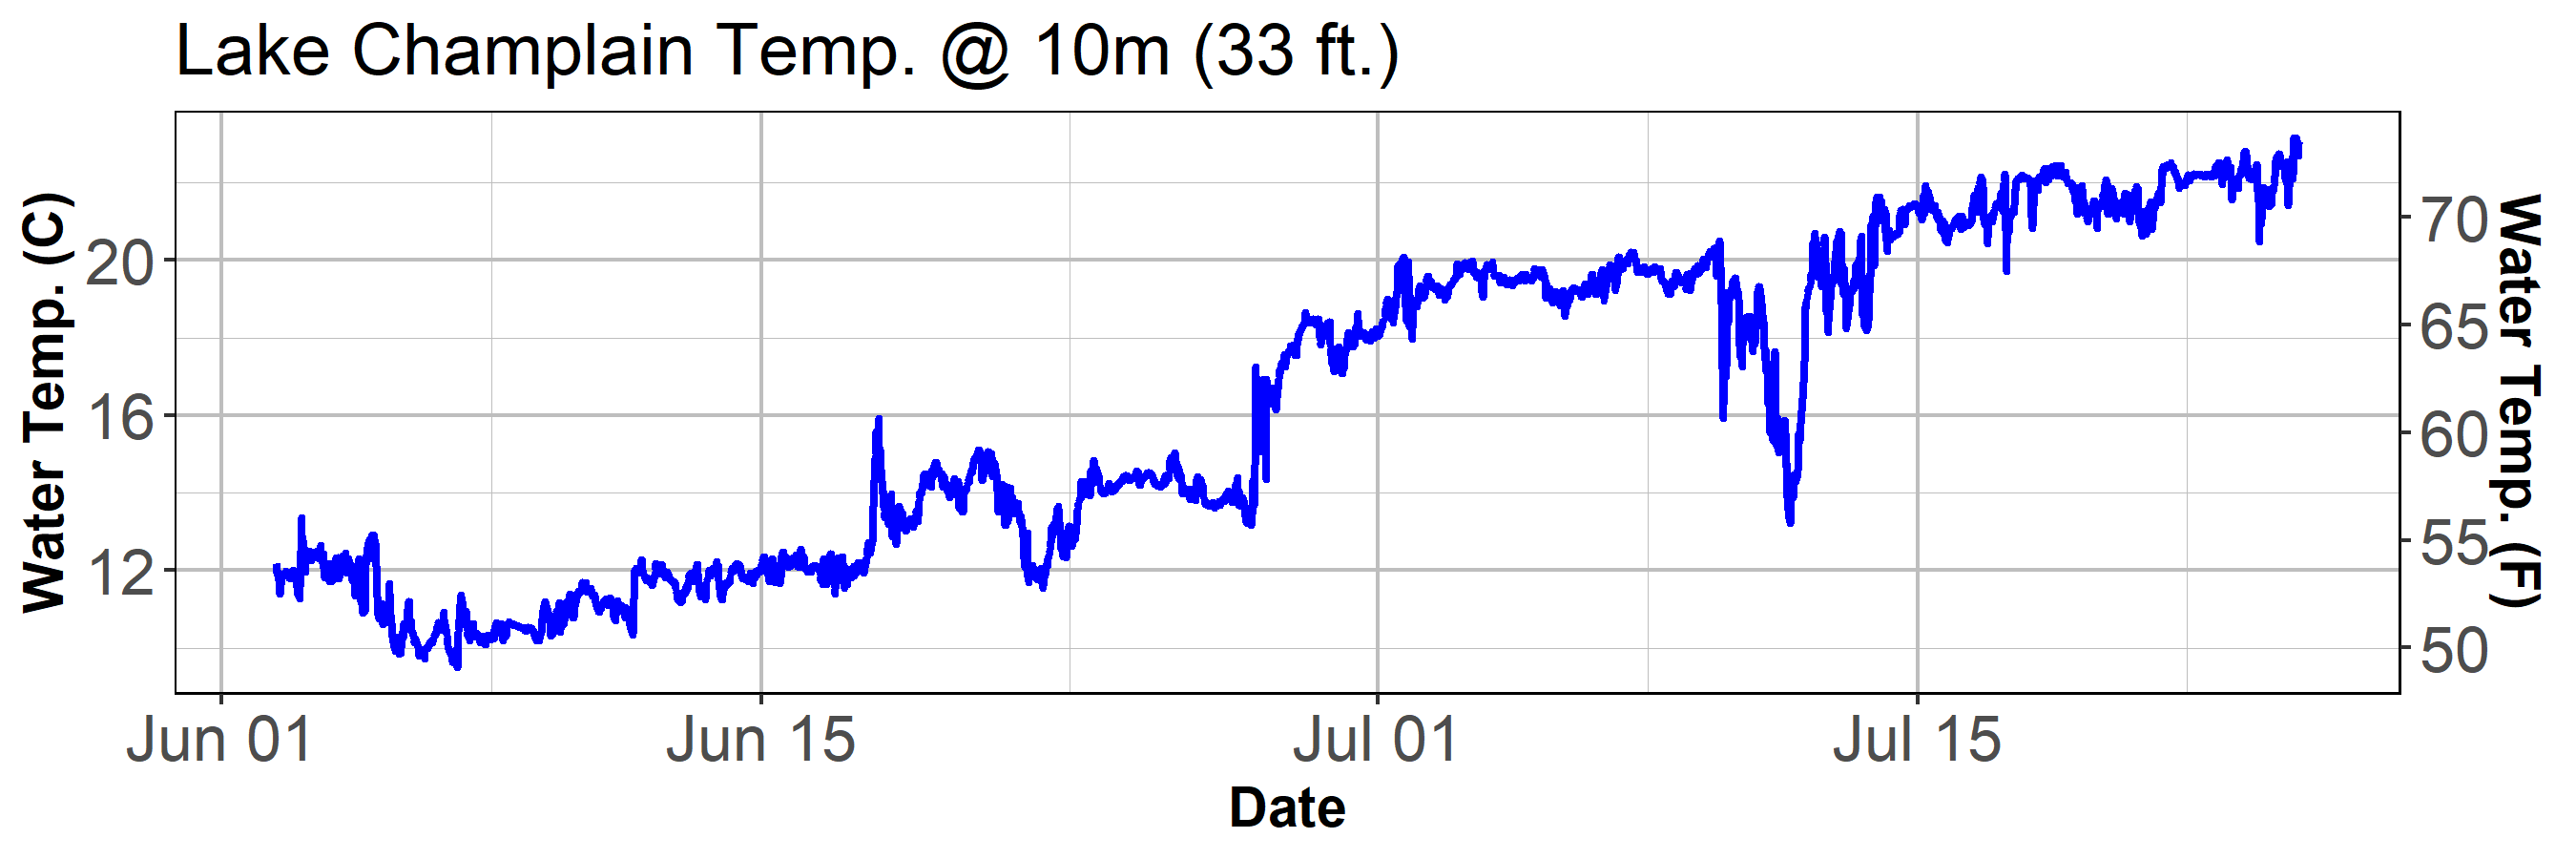 Lake Champlain Temp. @ 10m (33 ft.)
Water Temp. (C)
20
16
12
70
65
60
55
50
Water Temp. (F)
Jun 01
Jun 15
Jul 01
Jul 15
Date